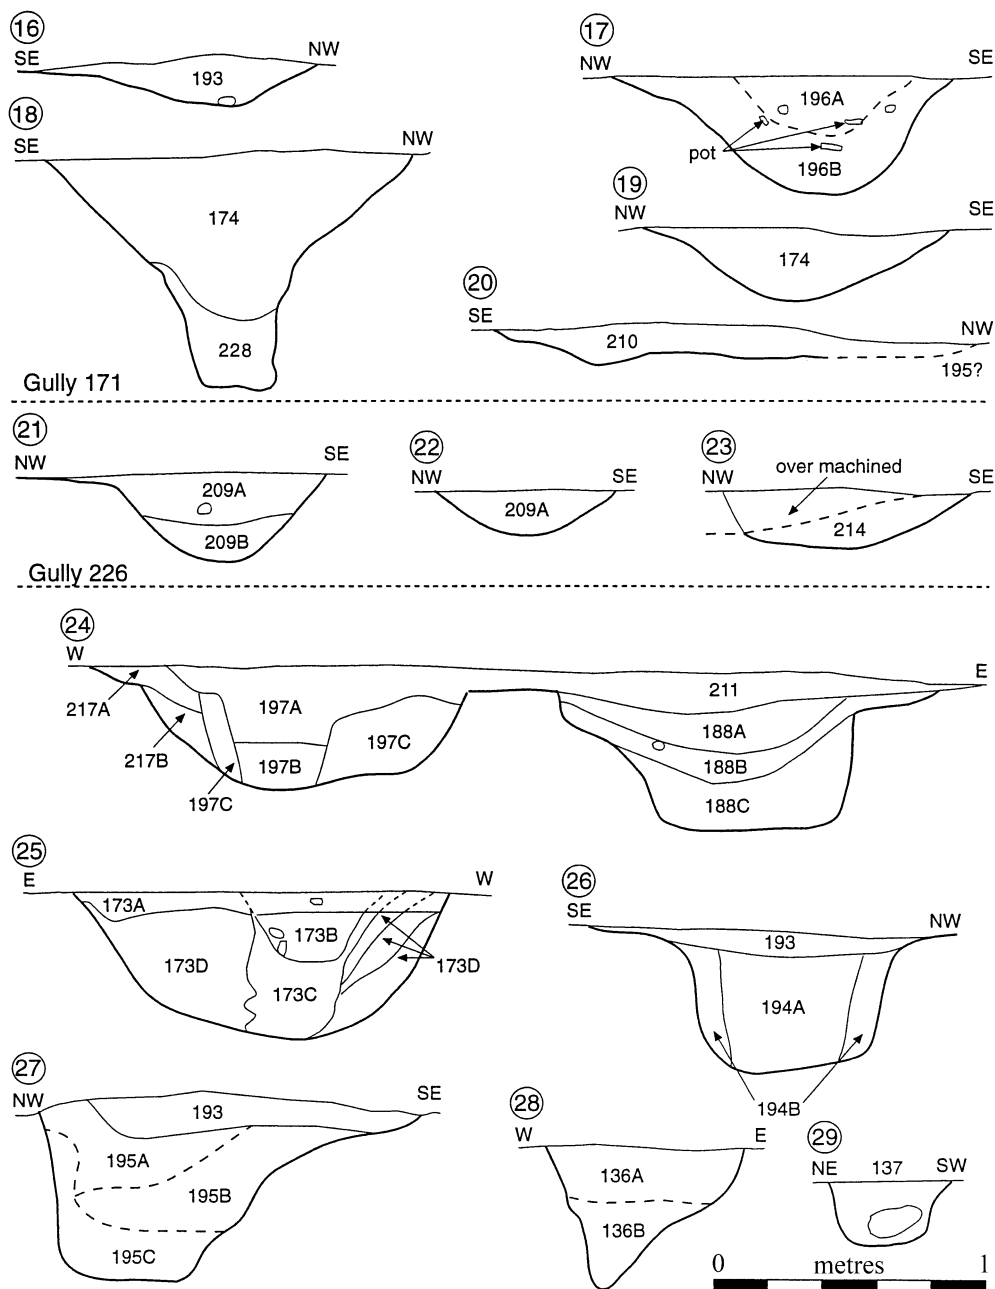 16
SE
NW
193
17
NW
SE
196A
pot
196B
18
SE
NW
174
228
19
NW
SE
174
20
SE
NW
210
195?
Gully 171
21
NW
SE
209A
209B
22
NW
SE
209A
23
NW
SE
over machined
214
Gully 226
24
W
E
217A
217B
197A
197B
197C
197C
211
188A
188B
188C
25
E
W
173A
173B
173D
173C
173D
26
SE
NW
193
194A
194B
27
NW
SE
193
195A
195B
195C
28
W
E
136A
136B
29
NE
137
SW
0 metres 1